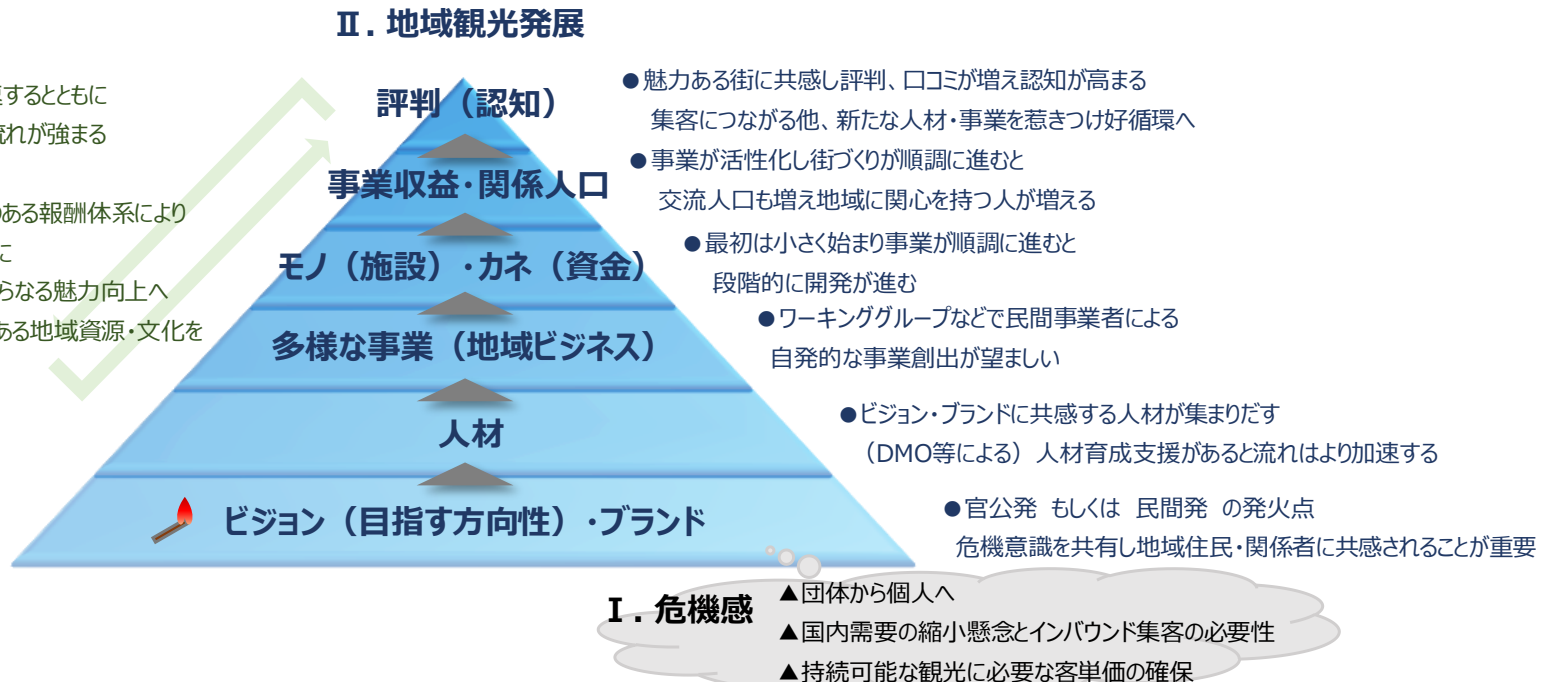 Ⅱ. 地域観光発展
するとともに
流れが強まる
ある報酬体系により
に
らなる魅力向上へ
ある地域資源・文化を
評判（認知）
事業収益・関係人口
モノ（施設）・カネ（資金）
多様な事業（地域ビジネス）
人材
ビジョン（目指す方向性）・ブランド
●魅力ある街に共感し評判、口コミが増え認知が高まる
集客につながる他、新たな人材・事業を惹きつけ好循環へ
●事業が活性化し街づくりが順調に進むと
交流人口も増え地域に関心を持つ人が増える
●最初は小さく始まり事業が順調に進むと
段階的に開発が進む
●ワーキンググループなどで民間事業者による
自発的な事業創出が望ましい
●ビジョン・ブランドに共感する人材が集まりだす
（DMO等による）人材育成支援があると流れはより加速する
●官公発 もしくは 民間発 の発火点
危機意識を共有し地域住民・関係者に共感されることが重要
Ⅰ. 危機感
▲団体から個人へ
▲国内需要の縮小懸念とインバウンド集客の必要性
▲持続可能な観光に必要な客単価の確保